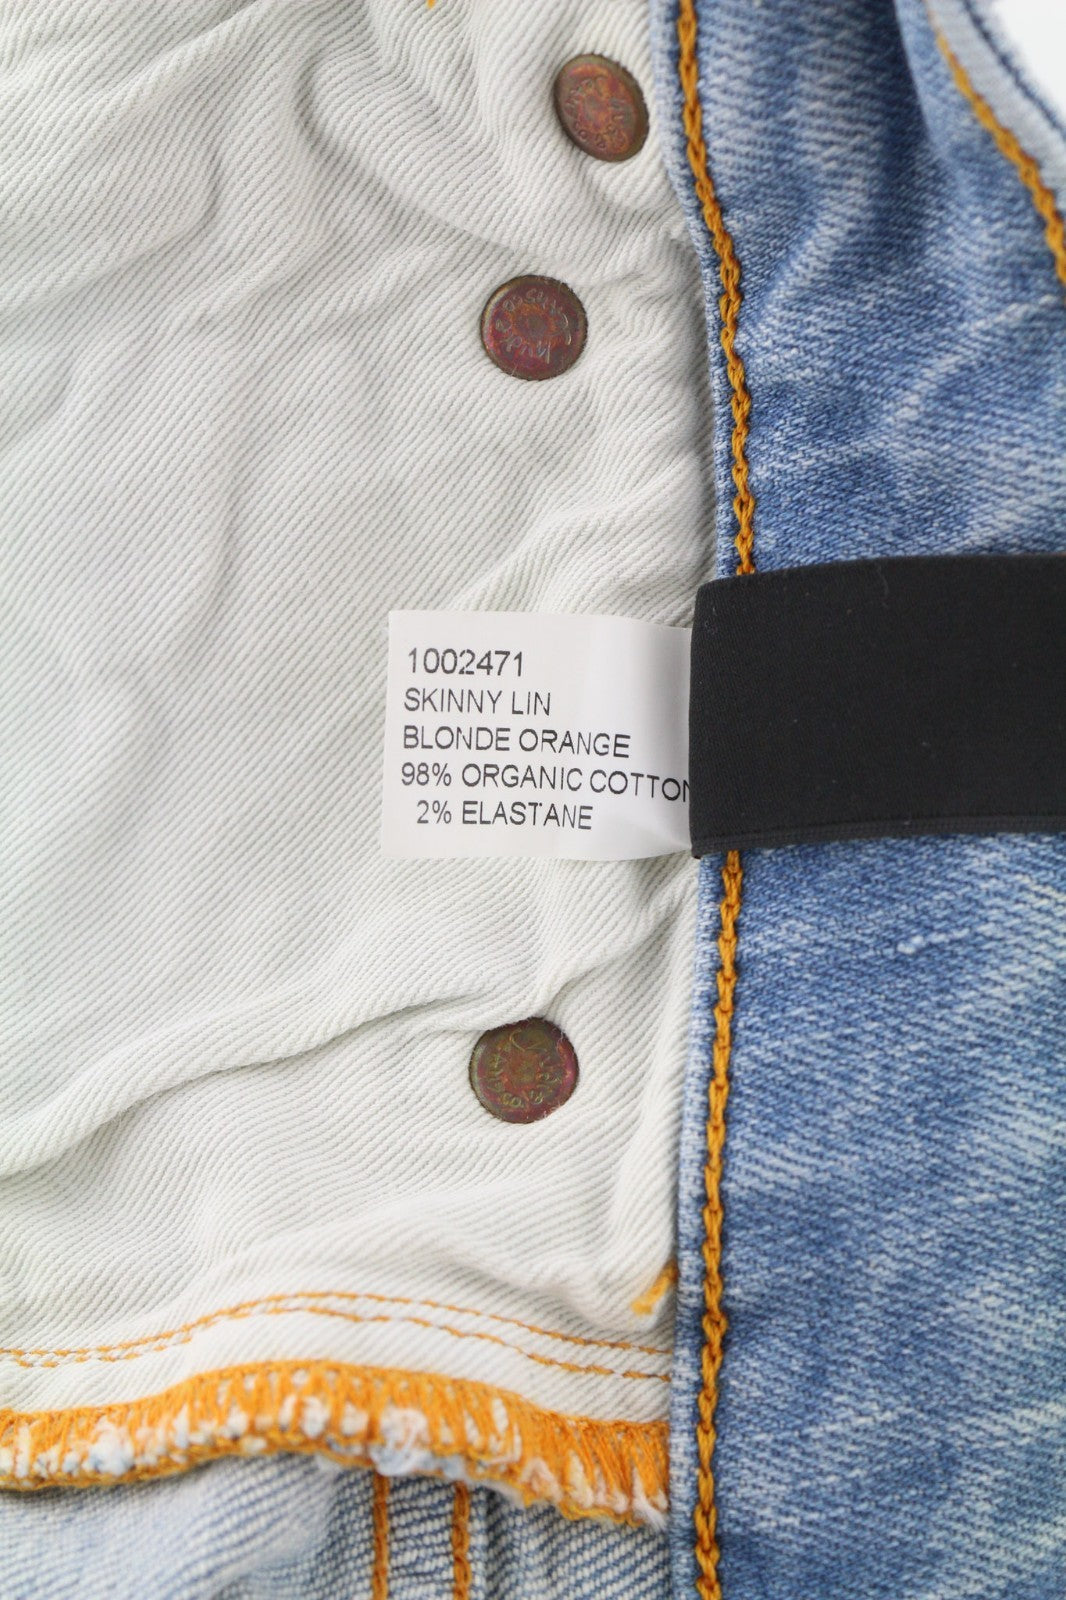 1002471
SKINNY LIN
BLONDE ORANGE
98% ORGANIC COTTON
2% ELASTANE